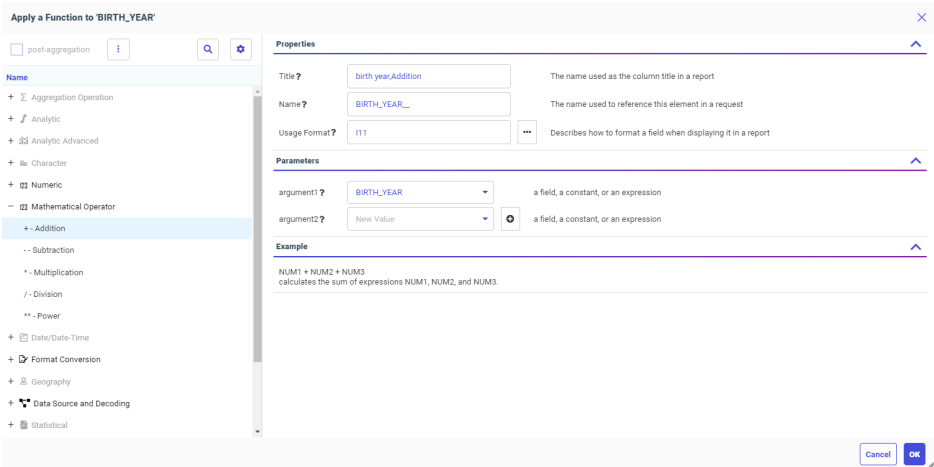 Apply a Function to 'BIRTH_YEAR'
post-aggregation
Name
Aggregation Operation
Analytic
Analytic Advanced
Character
Numeric
Mathematical Operator
+ - Addition
- - Subtraction
* - Multiplication
/ - Division
** - Power
Date/Date-Time
Format Conversion
Geography
Data Source and Decoding
Statistical
Properties
Title ? birth year,Addition The name used as the column title in a report
Name ? BIRTH_YEAR__ The name used to reference this element in a request
Usage Format ? I11 ... Describes how to format a field when displaying it in a report
Parameters
argument1 ? BIRTH_YEAR a field, a constant, or an expression
argument2 ? New Value a field, a constant, or an expression
Example
NUM1 + NUM2 + NUM3
calculates the sum of expressions NUM1, NUM2, and NUM3.
Cancel OK